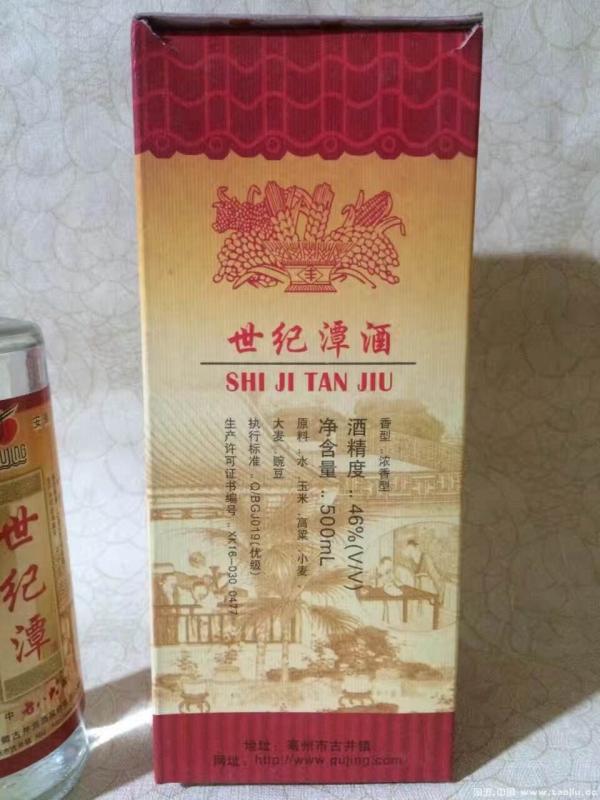 世纪潭酒
SHI JI TAN JIU
香型：浓香型
酒精度：46%(V/V)
净含量：500mL
原料：水、玉米、高粱、小麦、
大麦、豌豆
执行标准：Q/BGJ019(优级)
生产许可证书编号：XK16-030 0477
地址：亳州市古井镇
网址：http://www.gujing.com
世纪潭
www.taojiu.cc